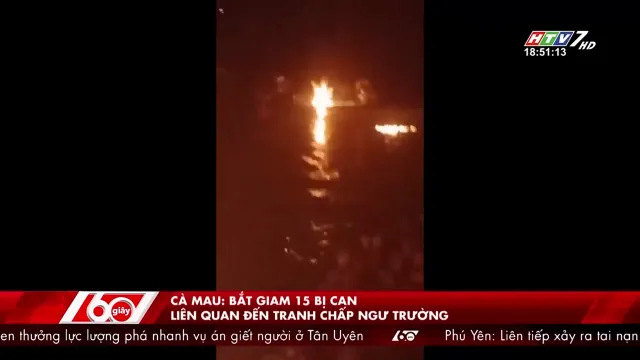 HTV7 HD
18:51:13
60 giây
CÀ MAU: BẮT GIAM 15 BỊ CAN
LIÊN QUAN ĐẾN TRANH CHẤP NGƯ TRƯỜNG
en thưởng lực lượng phá nhanh vụ án giết người ở Tân Uyên 60 Phú Yên: Liên tiếp xảy ra tai nạn